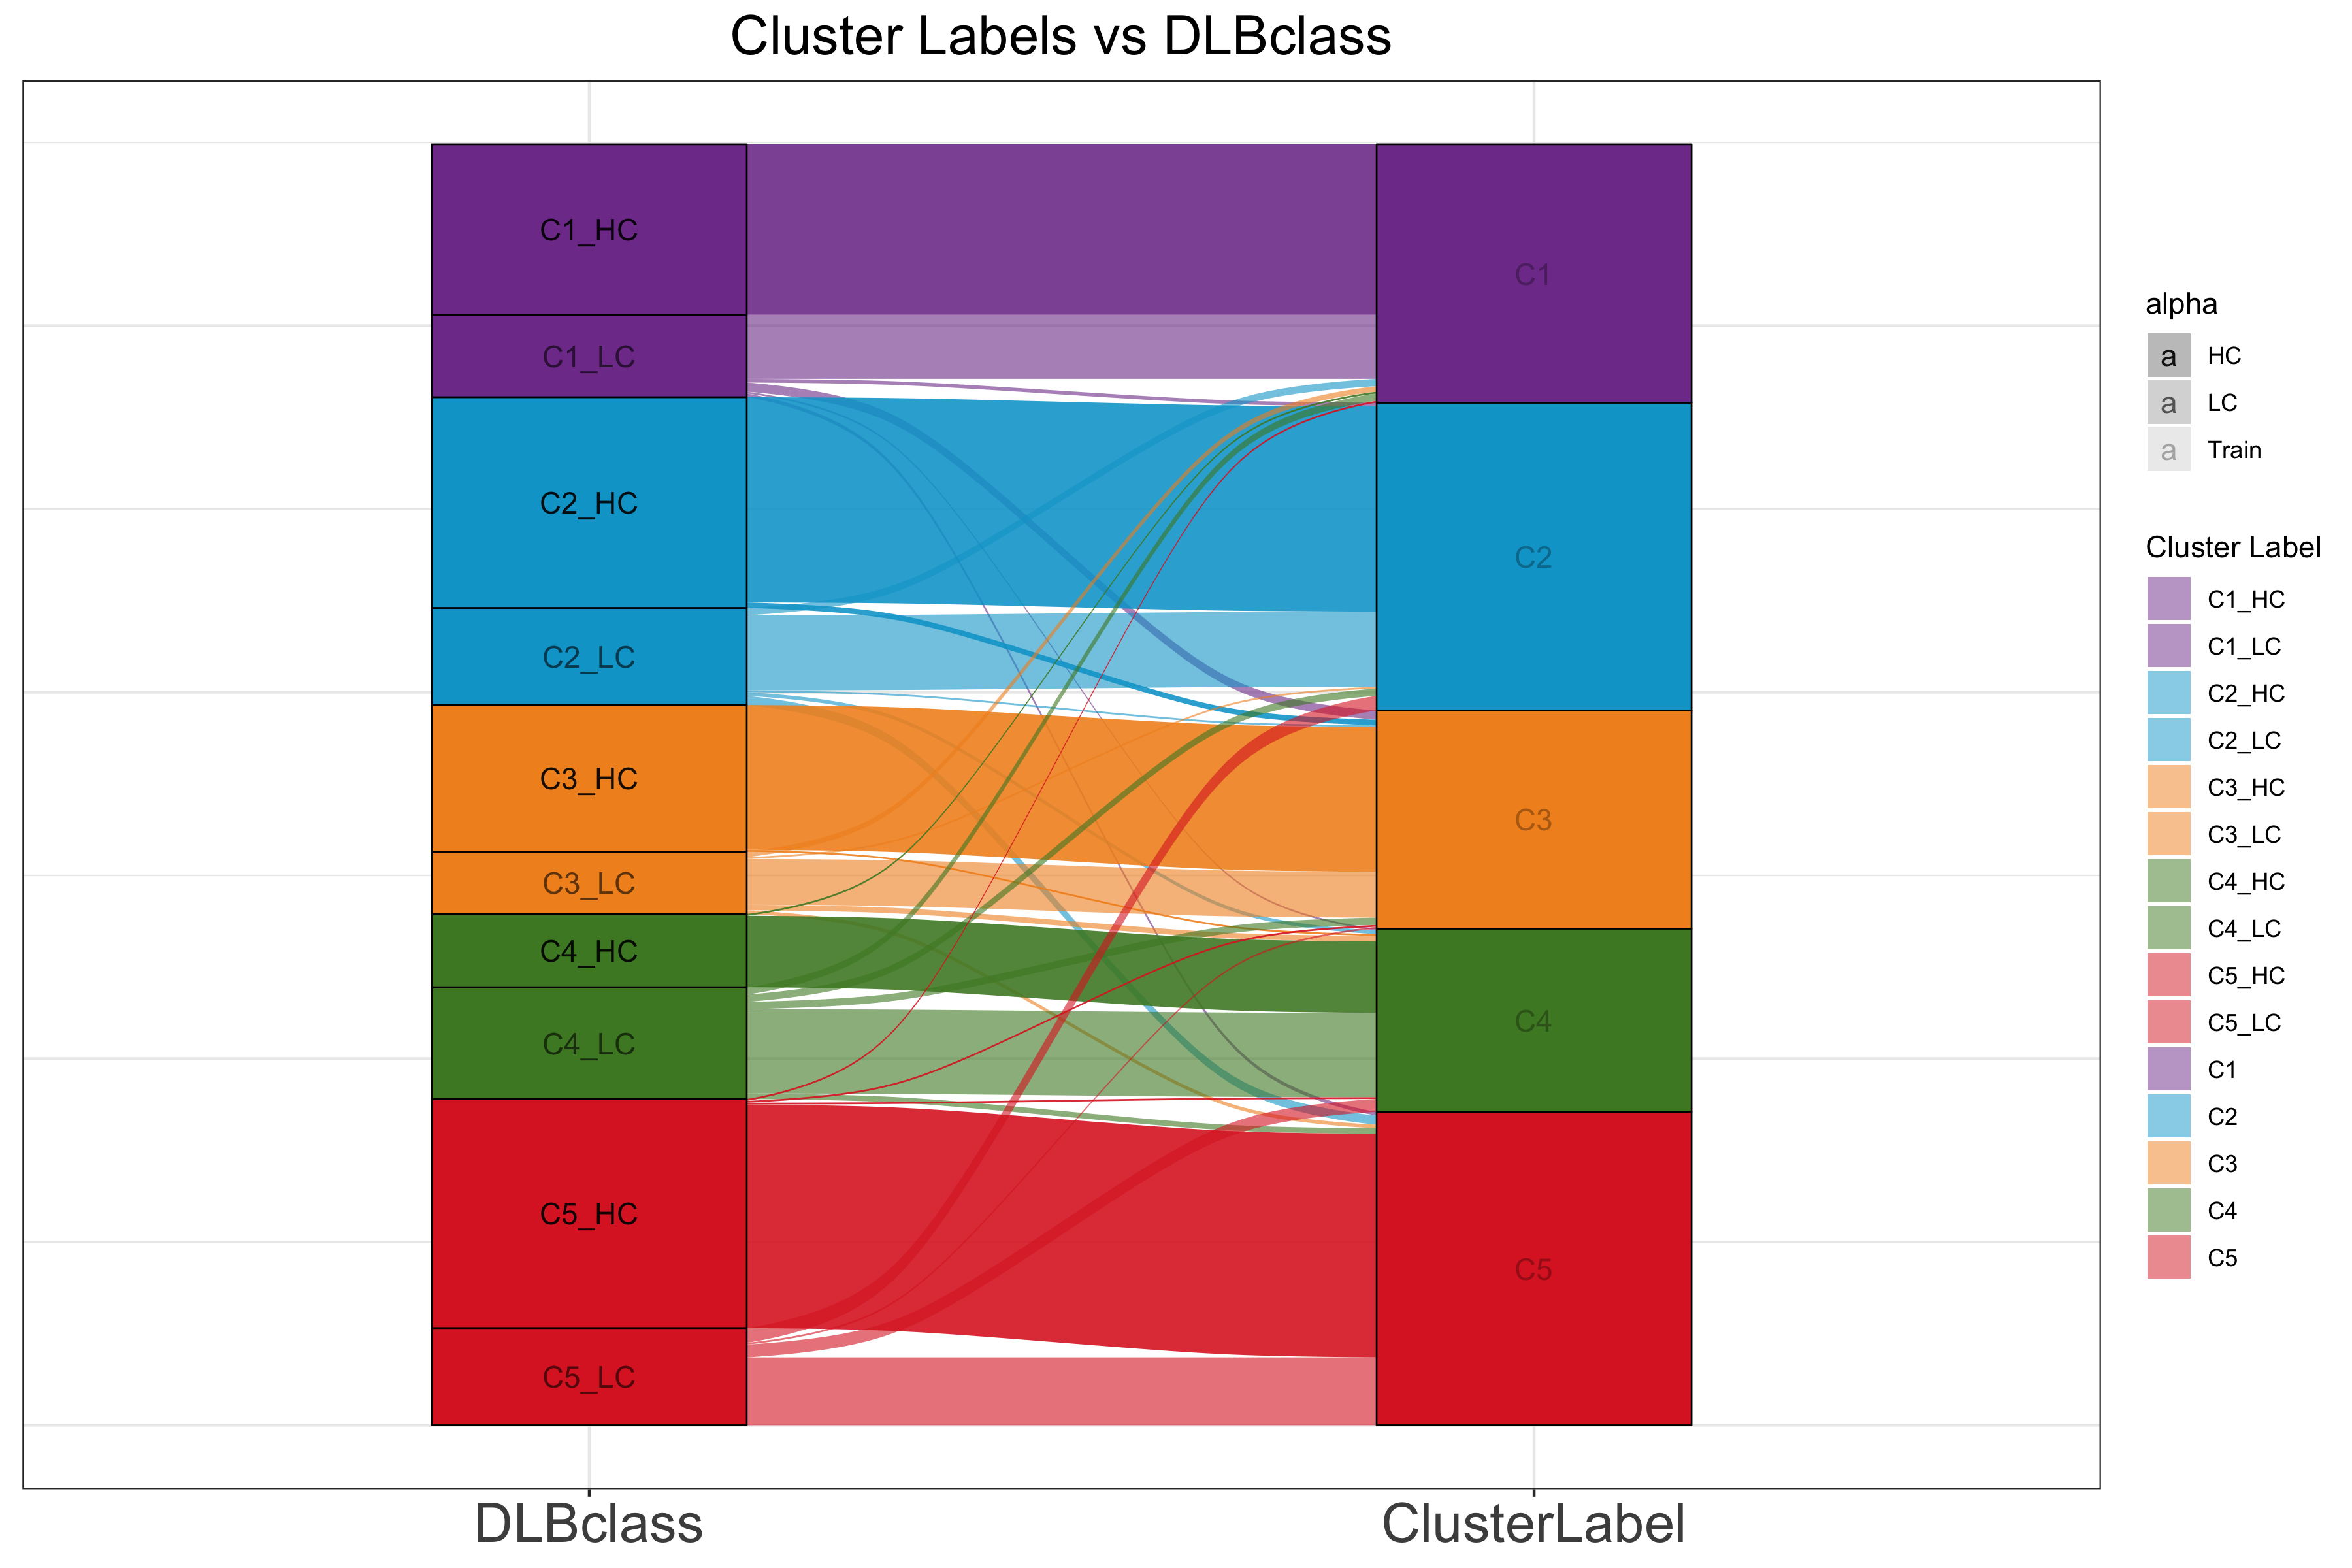 Cluster Labels vs DLBclass
C1_HC
C1_LC
C2_HC
C2_LC
C3_HC
C3_LC
C4_HC
C4_LC
C5_HC
C5_LC
C1
C2
C3
C4
C5
DLBclass
ClusterLabel
alpha
a HC
a LC
a Train
Cluster Label
C1_HC
C1_LC
C2_HC
C2_LC
C3_HC
C3_LC
C4_HC
C4_LC
C5_HC
C5_LC
C1
C2
C3
C4
C5